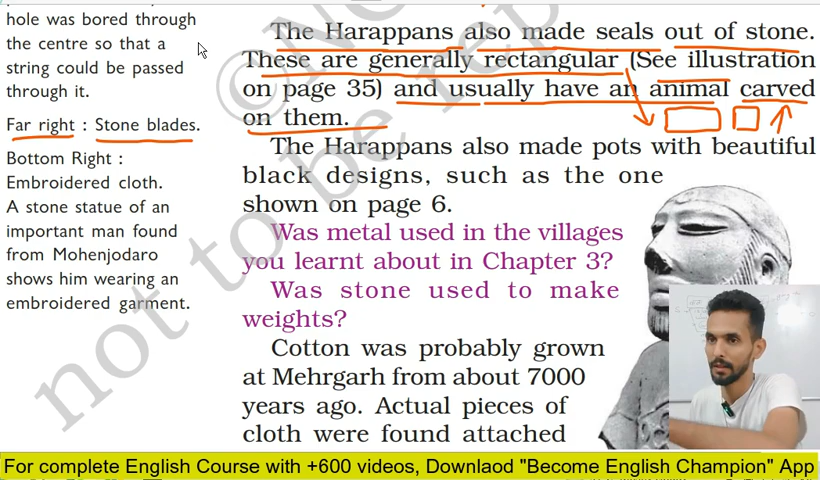 hole was bored through
the centre so that a
string could be passed
through it.
Far right : Stone blades.
Bottom Right :
Embroidered cloth.
A stone statue of an
important man found
from Mohenjodaro
shows him wearing an
embroidered garment.
The Harappans also made seals out of stone.
These are generally rectangular (See illustration
on page 35) and usually have an animal carved
on them.
The Harappans also made pots with beautiful
black designs, such as the one
shown on page 6.
Was metal used in the villages
you learnt about in Chapter 3?
Was stone used to make
weights?
Cotton was probably grown
at Mehrgarh from about 7000
years ago. Actual pieces of
cloth were found attached
not to be rep
For complete English Course with +600 videos, Downlaod "Become English Champion" App